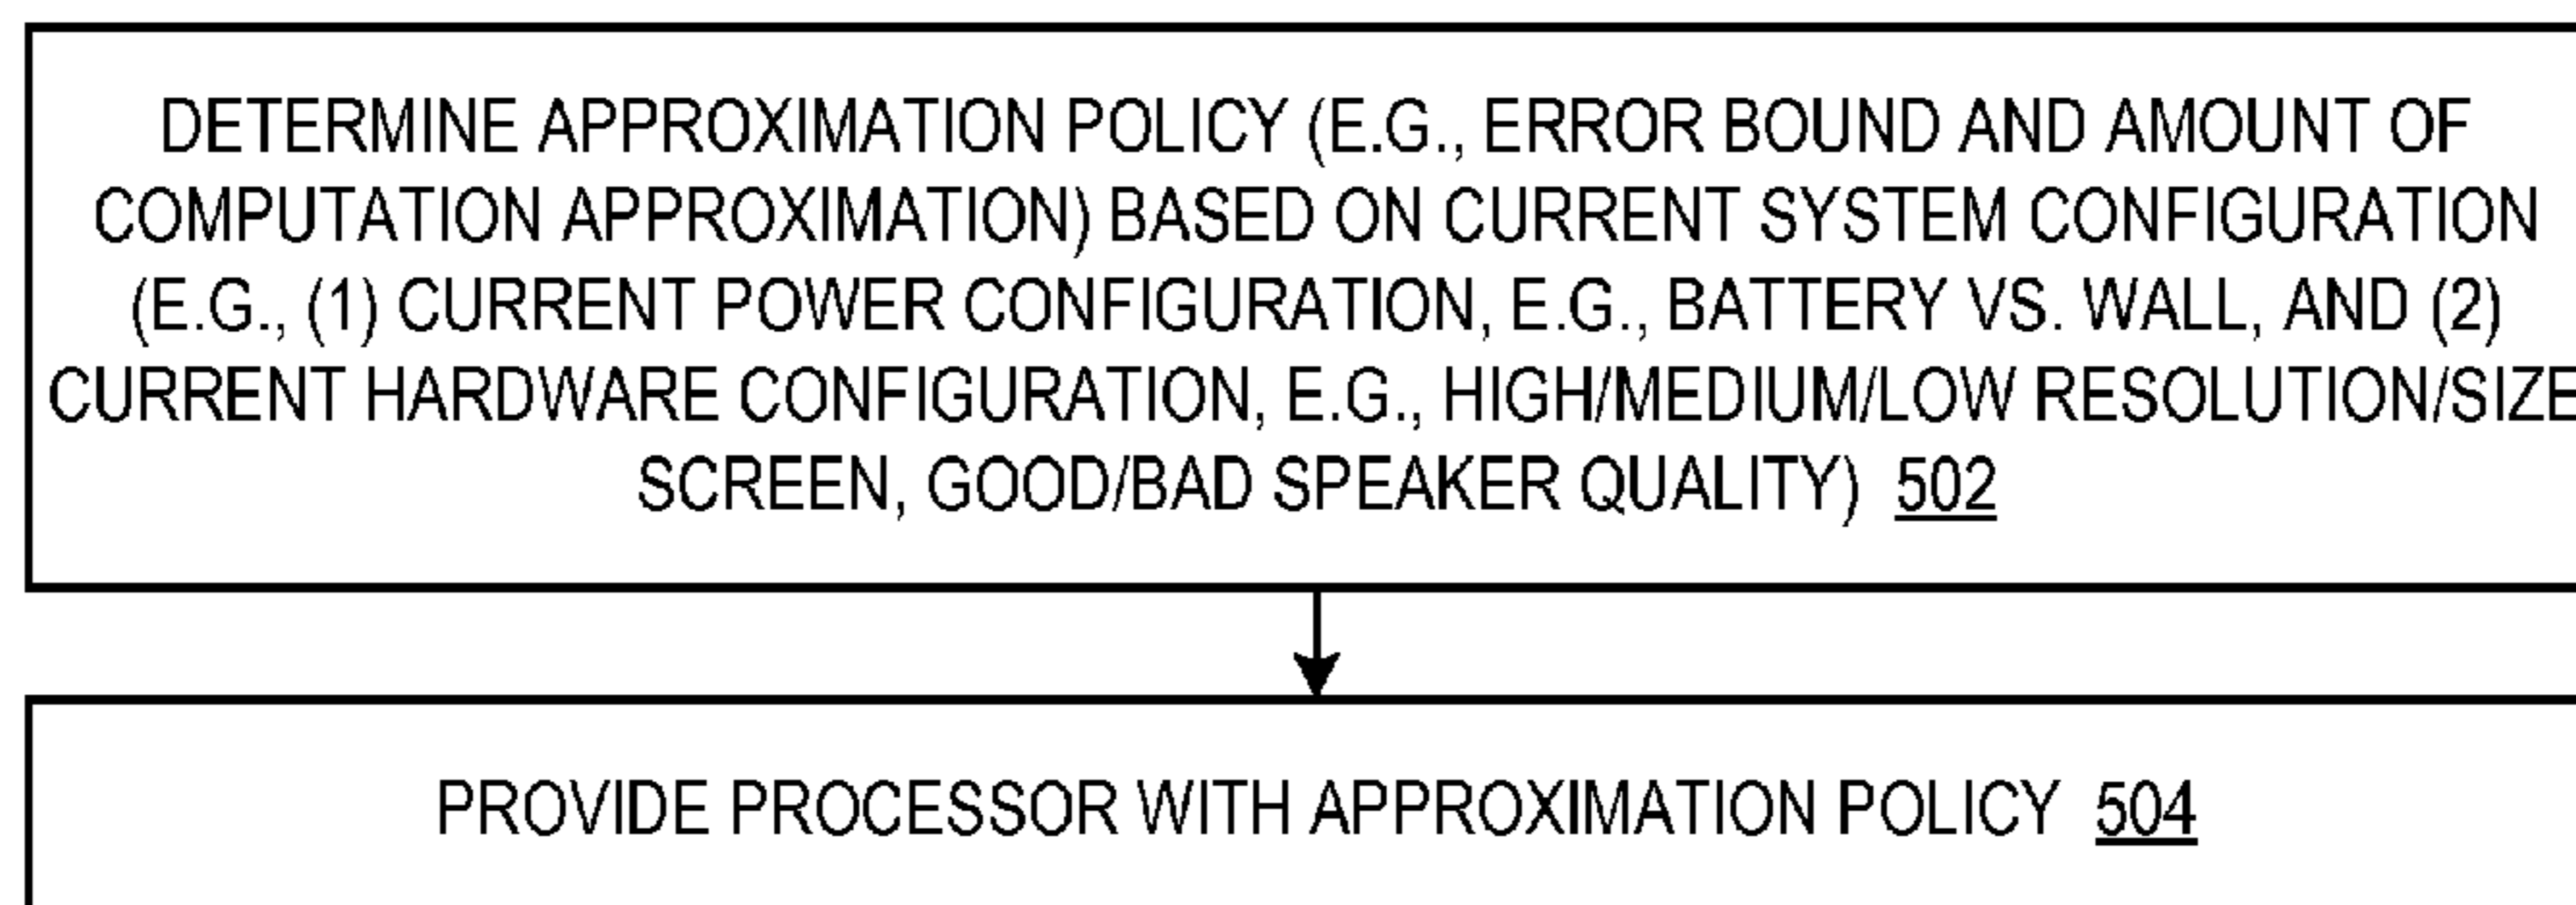 DETERMINE APPROXIMATION POLICY (E.G., ERROR BOUND AND AMOUNT OF
COMPUTATION APPROXIMATION) BASED ON CURRENT SYSTEM CONFIGURATION
(E.G., (1) CURRENT POWER CONFIGURATION, E.G., BATTERY VS. WALL, AND (2)
CURRENT HARDWARE CONFIGURATION, E.G., HIGH/MEDIUM/LOW RESOLUTION/SIZE
SCREEN, GOOD/BAD SPEAKER QUALITY) 502
PROVIDE PROCESSOR WITH APPROXIMATION POLICY 504